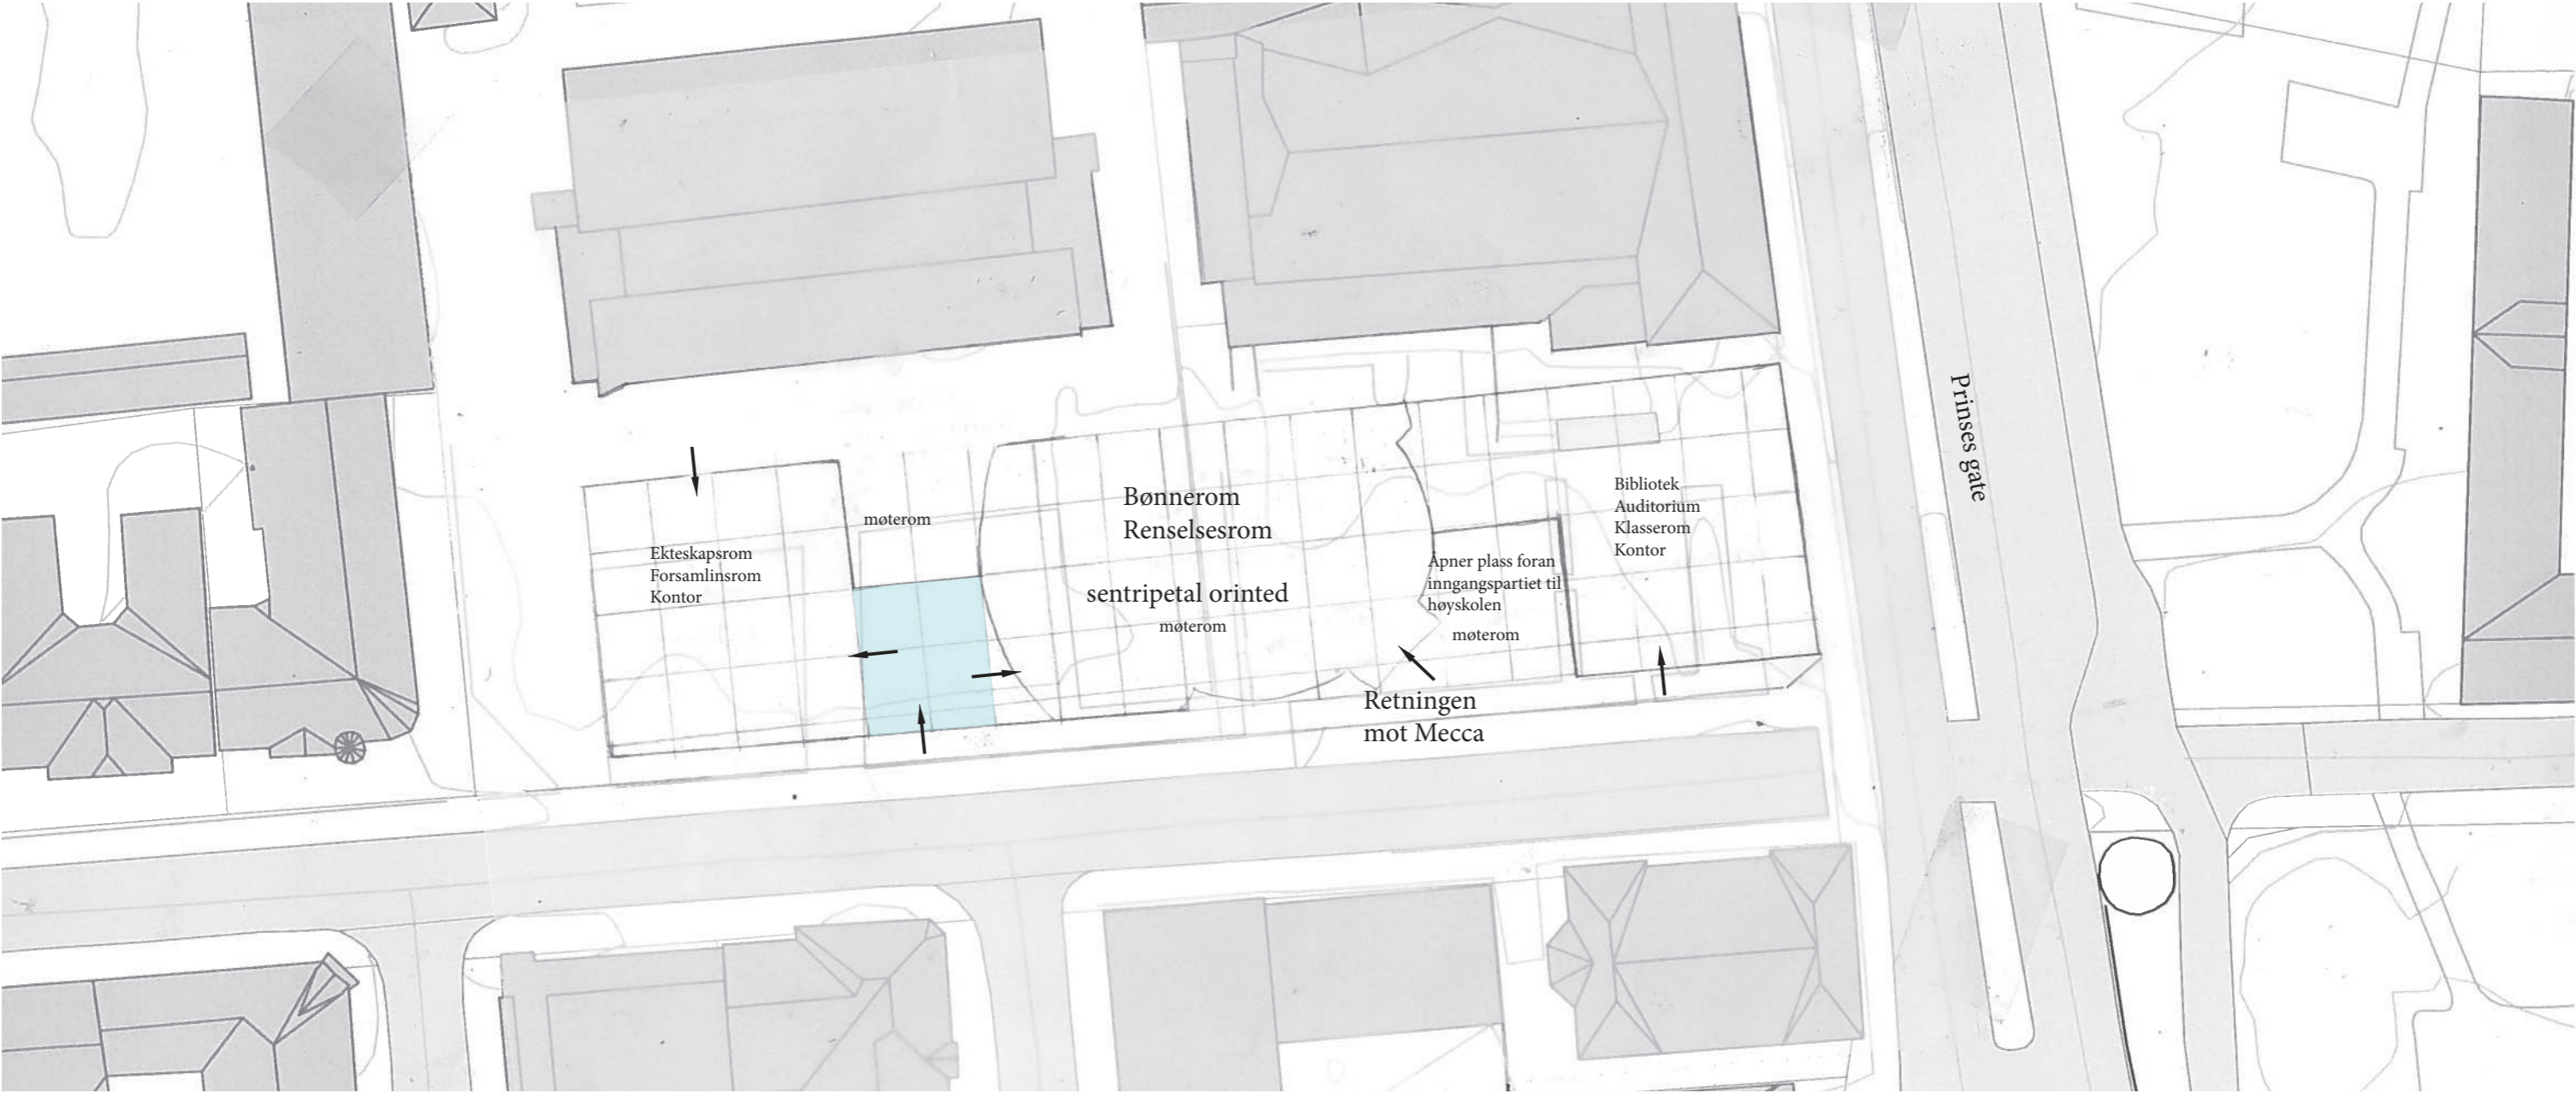 Prinses gate
Ekteskapsrom
Forsamlinsrom
Kontor
møterom
Bønnerom
Renselsesrom
sentripetal orinted
møterom
Åpner plass foran
inngangspartiet til
høyskolen
møterom
Bibliotek
Auditorium
Klasserom
Kontor
Retningen
mot Mecca